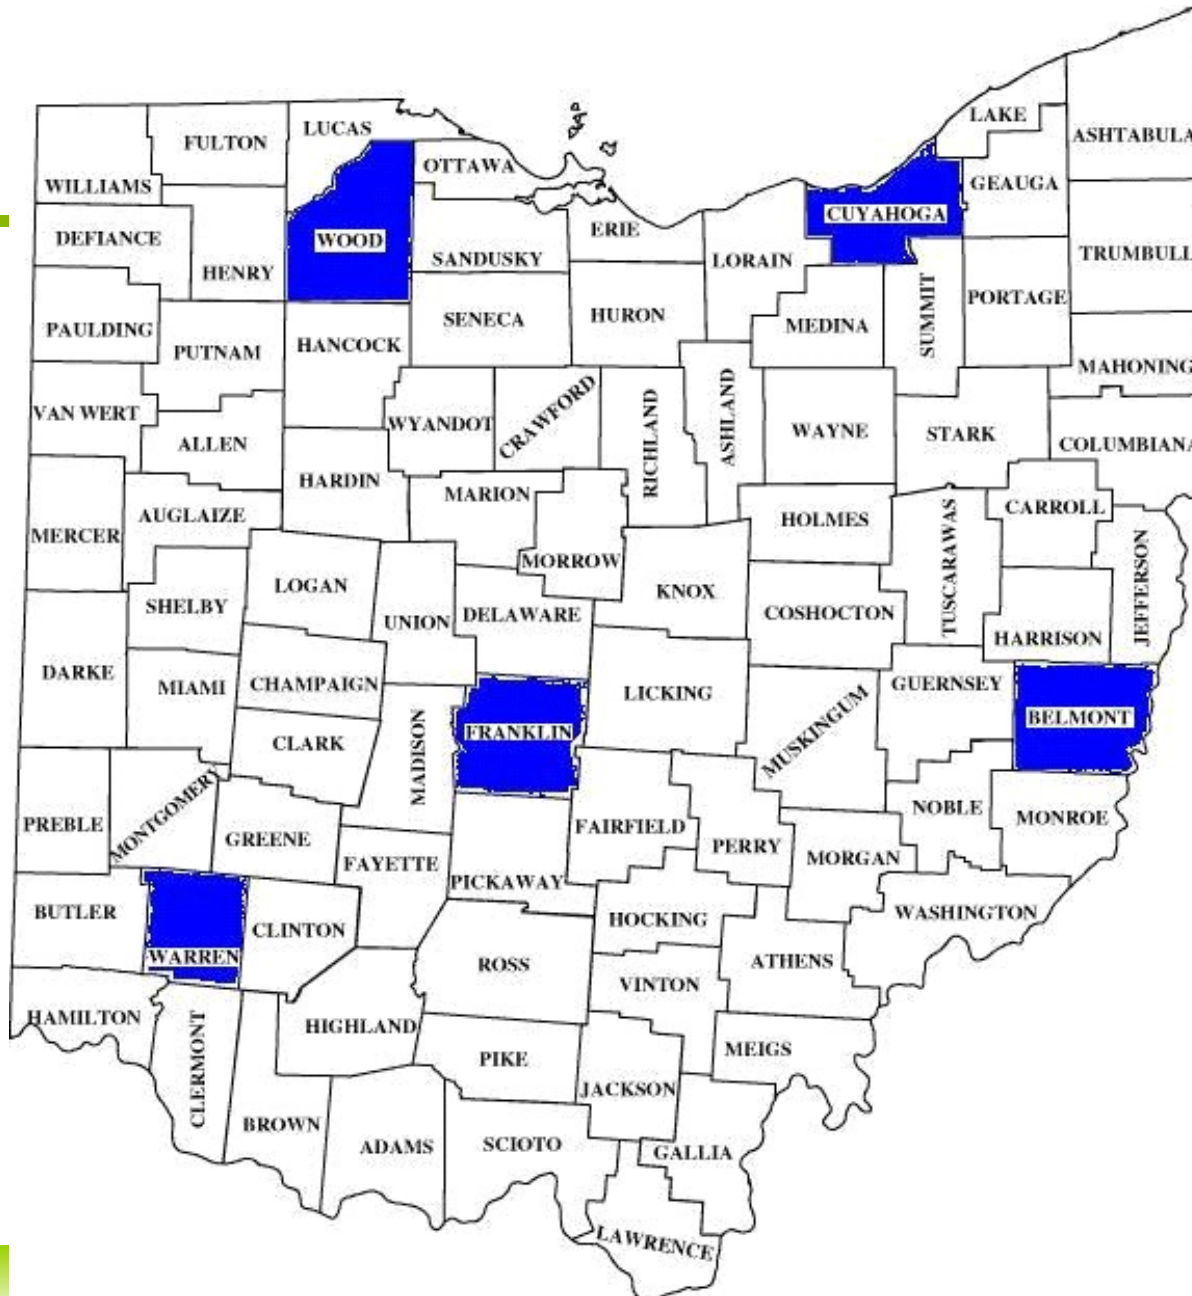 LAKE
ASHTABULA
LUCAS
FULTON
OTTAWA
WILLIAMS
GEAUGA
CUYAHOGA
DEFIANCE
WOOD
ERIE
SANDUSKY
LORAIN
TRUMBULL
HENRY
SUMMIT
PORTAGE
PAULDING
SENECA
HURON
MEDINA
PUTNAM
HANCOCK
MAHONING
VAN WERT
WYANDOT
CRAWFORD
RICHLAND
ASHLAND
WAYNE
STARK
ALLEN
COLUMBIANA
HARDIN
MARION
AUGLAIZE
HOLMES
CARROLL
MERCER
MORROW
TUSCARAWAS
JEFFERSON
LOGAN
KNOX
SHELBY
UNION
DELAWARE
COSHOCTON
HARRISON
DARKE
MIAMI
CHAMPAIGN
LICKING
GUERNSEY
BELMONT
CLARK
MADISON
FRANKLIN
MUSKINGUM
PREBLE
MONTGOMERY
GREENE
FAIRFIELD
PERRY
NOBLE
MONROE
FAYETTE
MORGAN
PICKAWAY
BUTLER
CLINTON
HOCKING
WASHINGTON
WARREN
ROSS
ATHENS
VINTON
HAMILTON
CLERMONT
HIGHLAND
PIKE
MEIGS
JACKSON
BROWN
ADAMS
SCIOTO
GALLIA
LAWRENCE